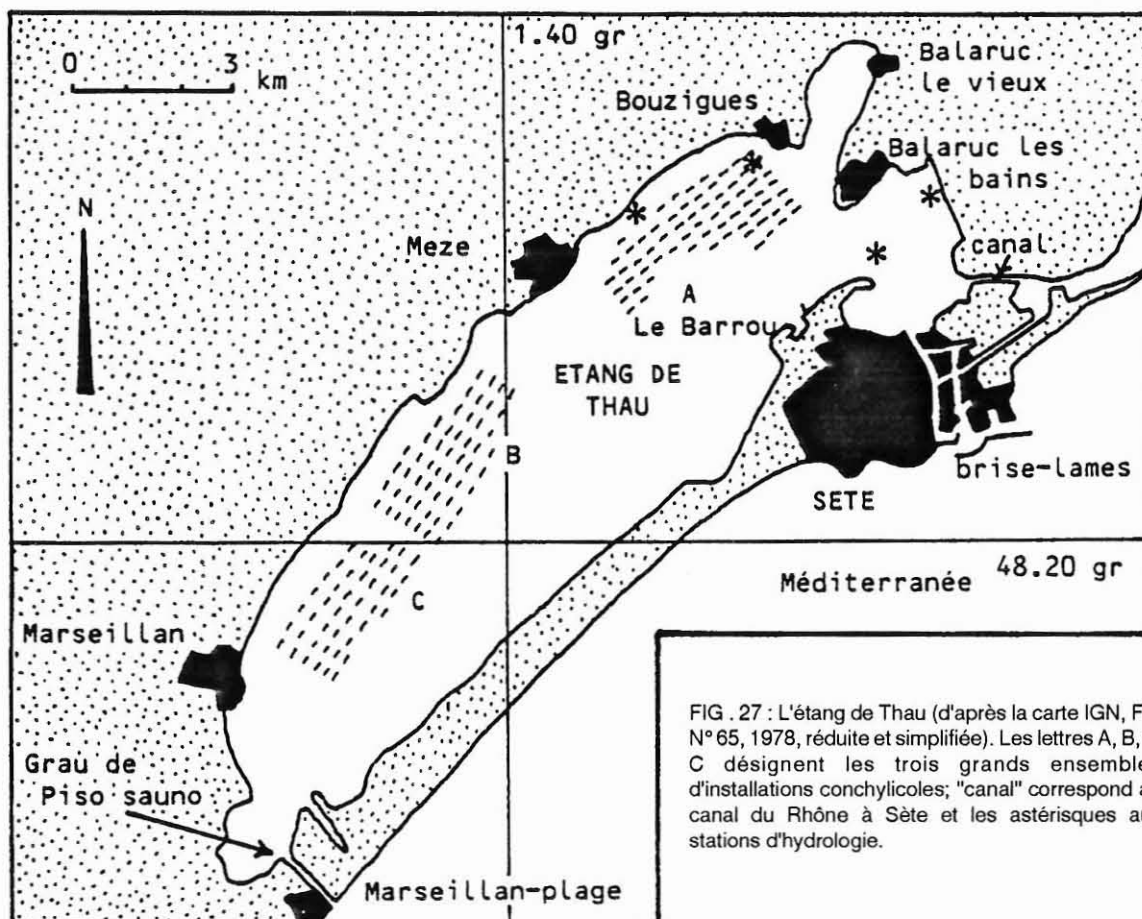 1.40 gr
0 3
km
Balaruc
le vieux
Bouzigues
Balaruc les
bains
N
Meze
canal
A
Le Barrou
ETANG DE
THAU
B
brise-lames
SETE
48.20 gr
Méditerranée
C
Marseillan
Grau de
Piso sauno
Marseillan-plage
FIG . 27 : L'étang de Thau (d'après la carte IGN, F
N° 65, 1978, réduite et simplifiée). Les lettres A, B,
C désignent les trois grands ensemble
d'installations conchylicoles; "canal" correspond a
canal du Rhône à Sète et les astérisques au
stations d'hydrologie.